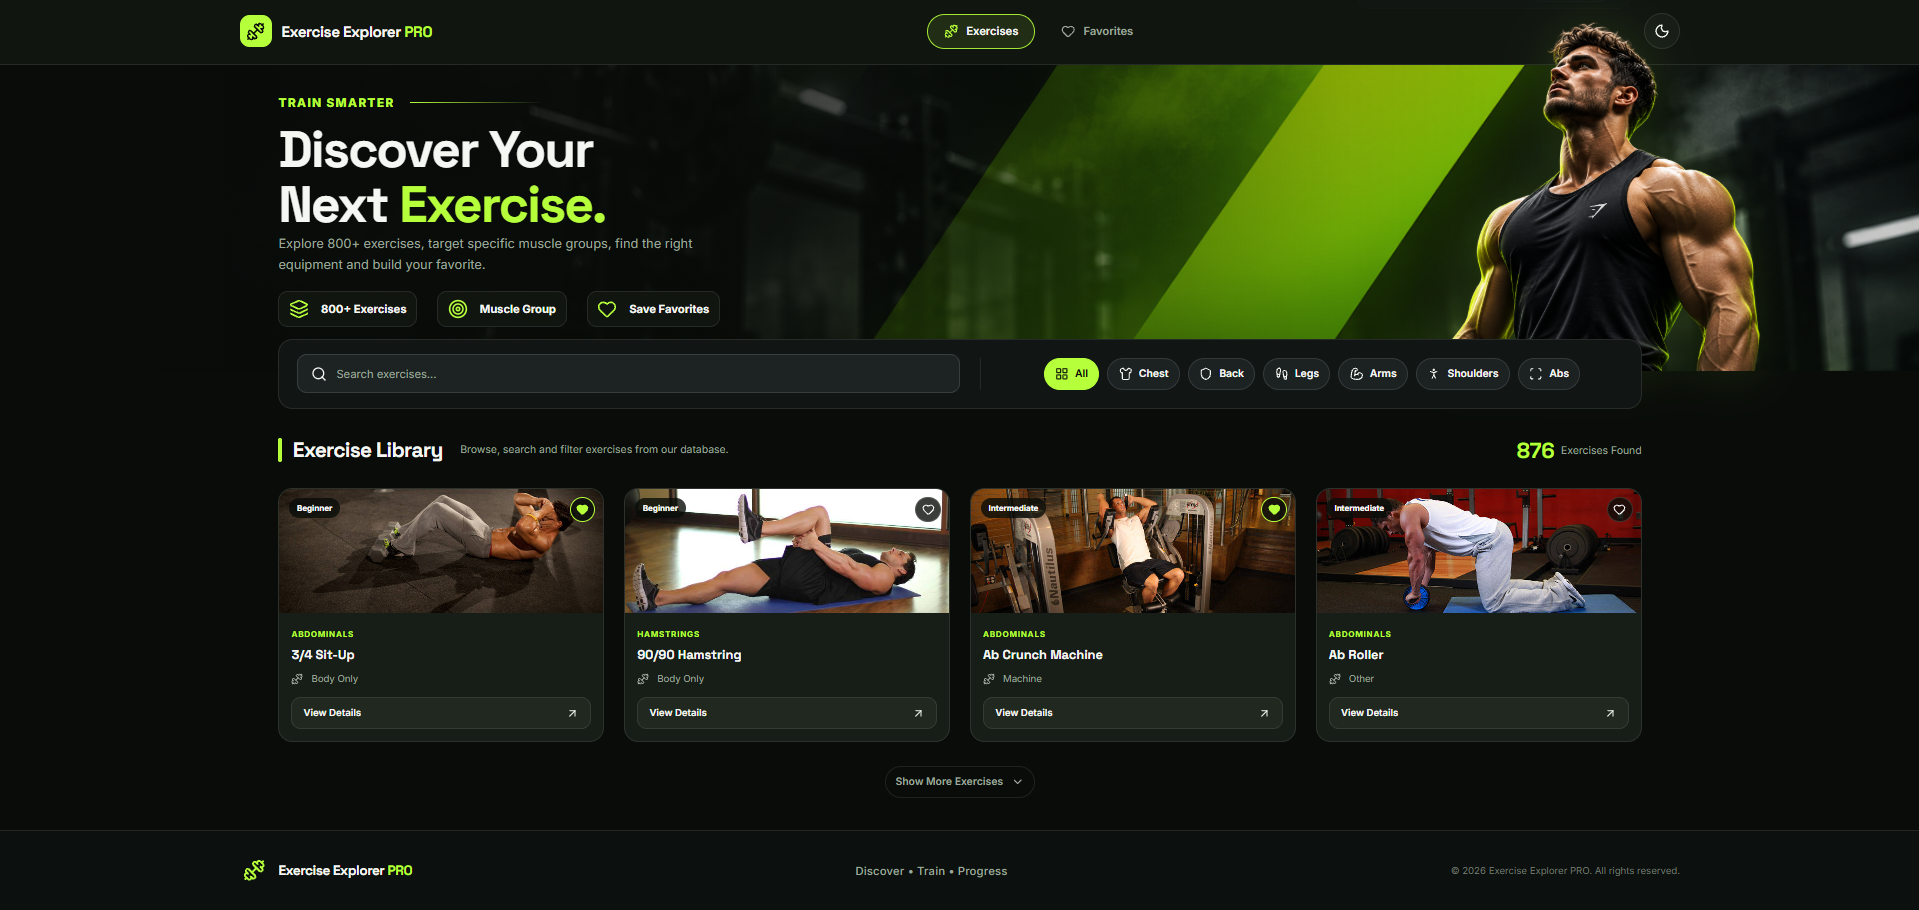 Exercise Explorer PRO
Exercises
Favorites
TRAIN SMARTER
Discover Your
Next Exercise.
Explore 800+ exercises, target specific muscle groups, find the right
equipment and build your favorite.
800+ Exercises
Muscle Group
Save Favorites
Search exercises...
All
Chest
Back
Legs
Arms
Shoulders
Abs
Exercise Library
Browse, search and filter exercises from our database.
876 Exercises Found
Beginner
ABDOMINALS
3/4 Sit-Up
Body Only
View Details
Beginner
HAMSTRINGS
90/90 Hamstring
Body Only
View Details
Intermediate
Nautilus
ABDOMINALS
Ab Crunch Machine
Machine
View Details
Intermediate
ABDOMINALS
Ab Roller
Other
View Details
Show More Exercises
Exercise Explorer PRO
Discover • Train • Progress
© 2026 Exercise Explorer PRO. All rights reserved.